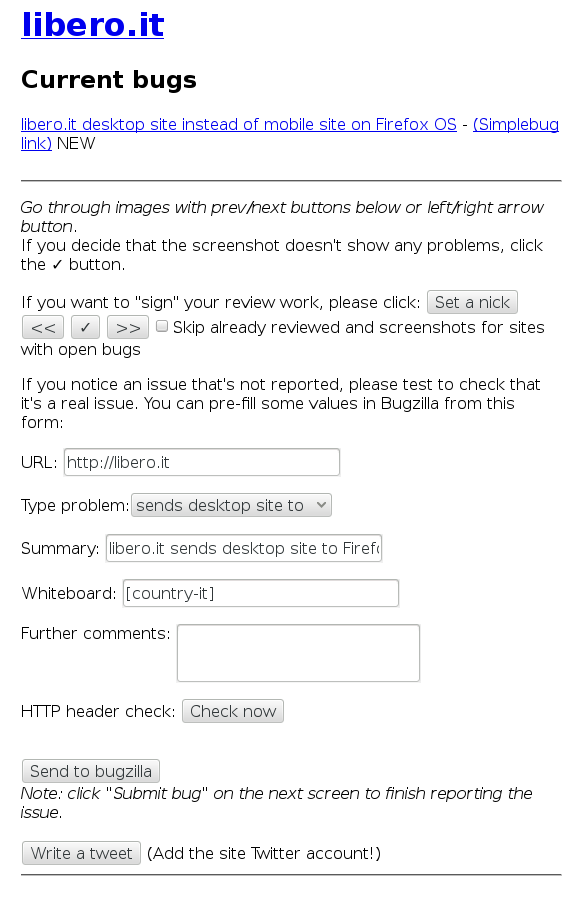 libero.it
Current bugs
libero.it desktop site instead of mobile site on Firefox OS - (Simplebug
link) NEW
Go through images with prev/next buttons below or left/right arrow
button.
If you decide that the screenshot doesn't show any problems, click
the ✓ button.
If you want to "sign" your review work, please click: Set a nick
<< ✓ >> Skip already reviewed and screenshots for sites
with open bugs
If you notice an issue that's not reported, please test to check that
it's a real issue. You can pre-fill some values in Bugzilla from this
form:
URL: http://libero.it
Type problem: sends desktop site to
Summary: libero.it sends desktop site to Firefo
Whiteboard: [country-it]
Further comments:
HTTP header check: Check now
Send to bugzilla
Note: click "Submit bug" on the next screen to finish reporting the
issue.
Write a tweet (Add the site Twitter account!)